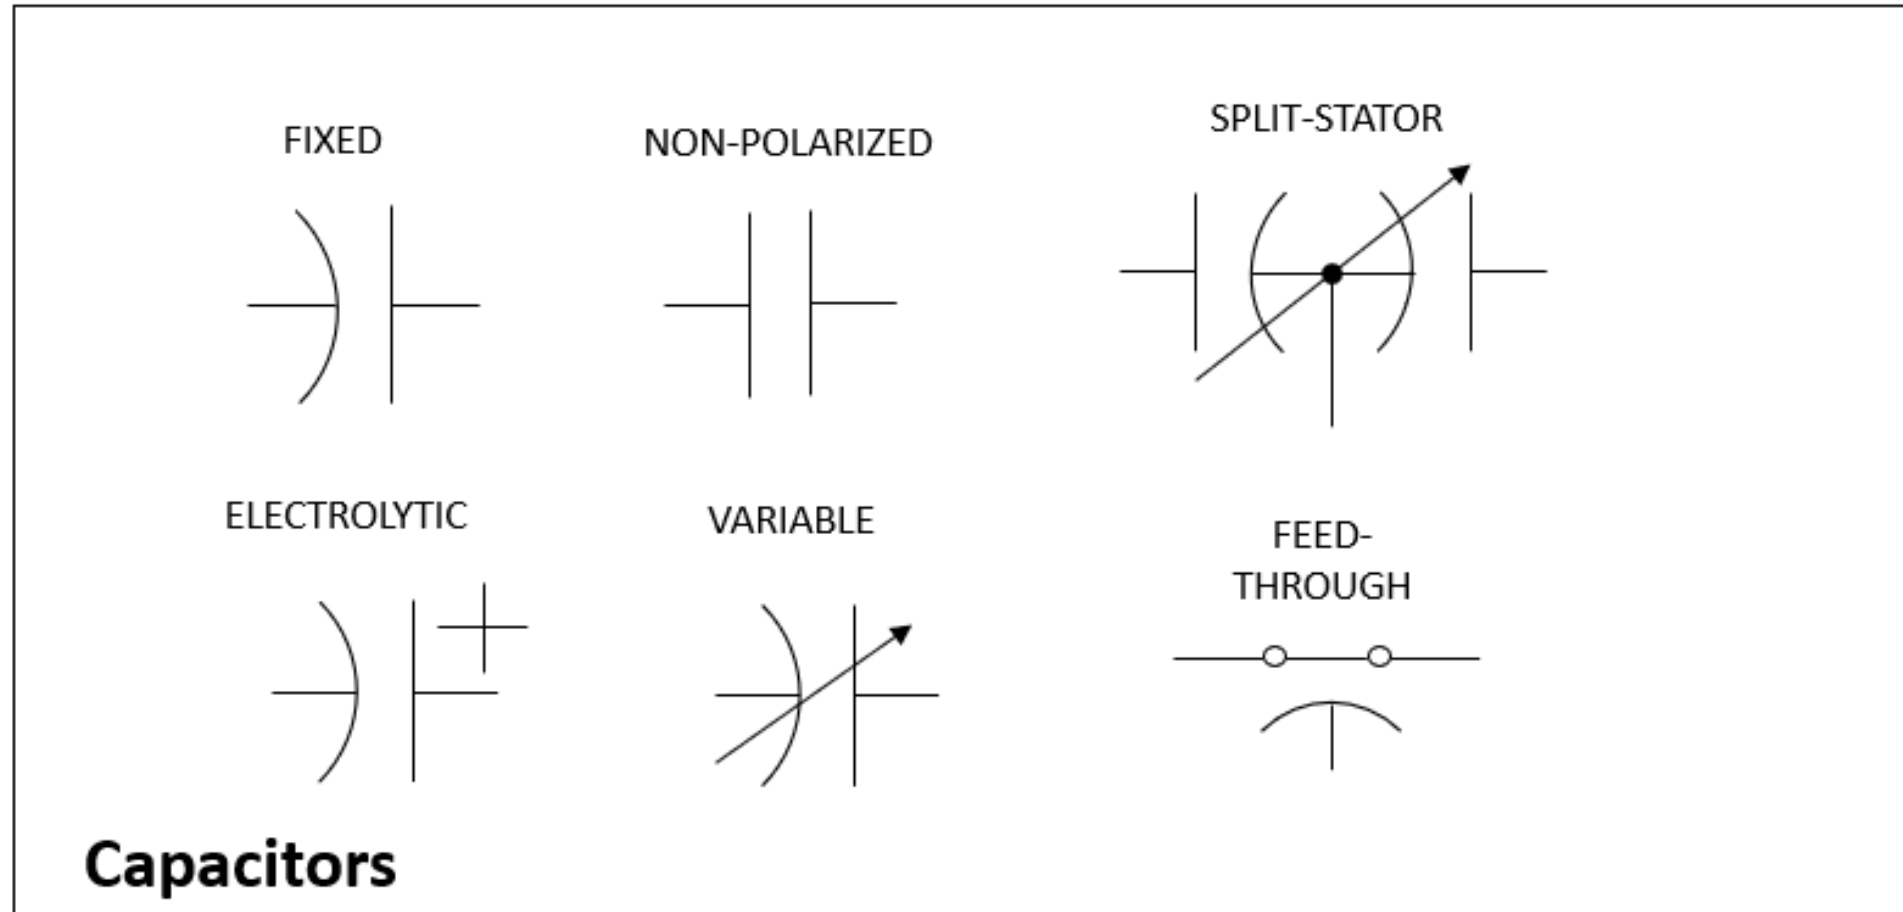 FIXED
NON-POLARIZED
SPLIT-STATOR
ELECTROLYTIC
VARIABLE
FEED-
THROUGH
Capacitors